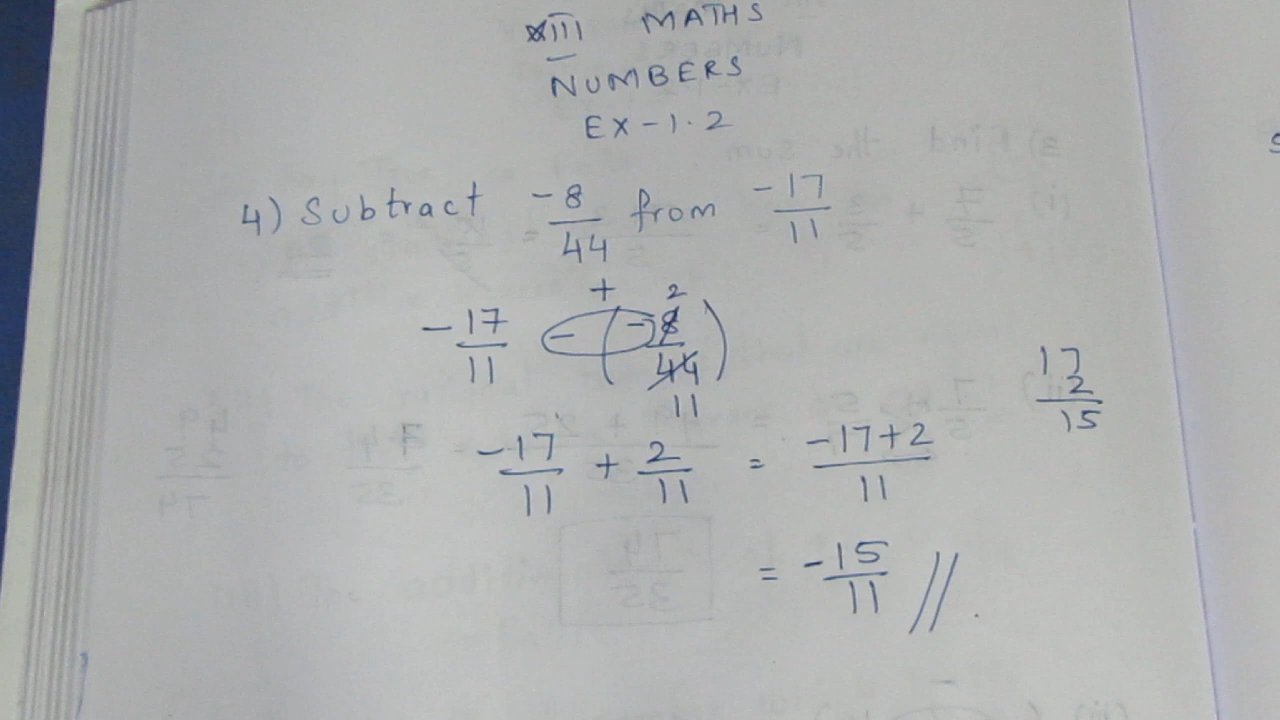 VIII MATHS
NUMBERS
EX-1.2
4) Subtract -8/44 from -17/11
-17/11 - (-8/44) + 2 11
-17/11 + 2/11 = -17+2/11
= -15/11 //.
17
2
15